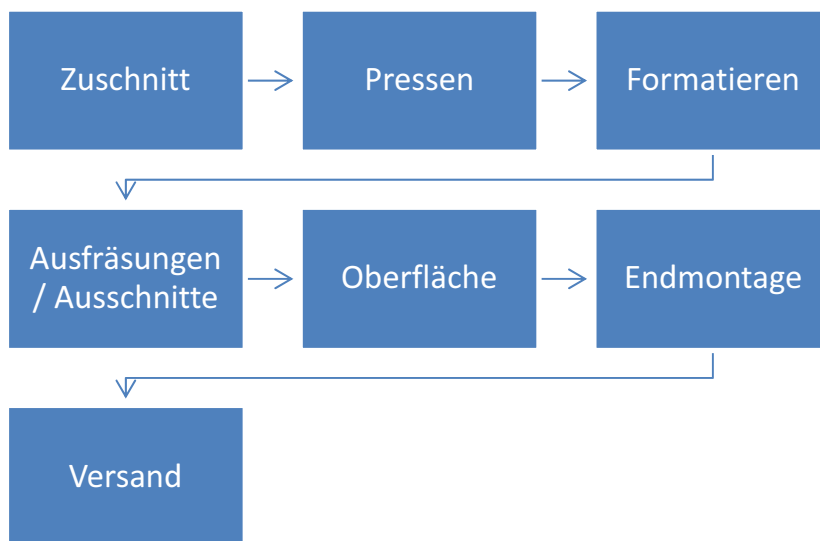 Zuschnitt
Pressen
Formatieren
Ausfräsungen
/ Ausschnitte
Oberfläche
Endmontage
Versand